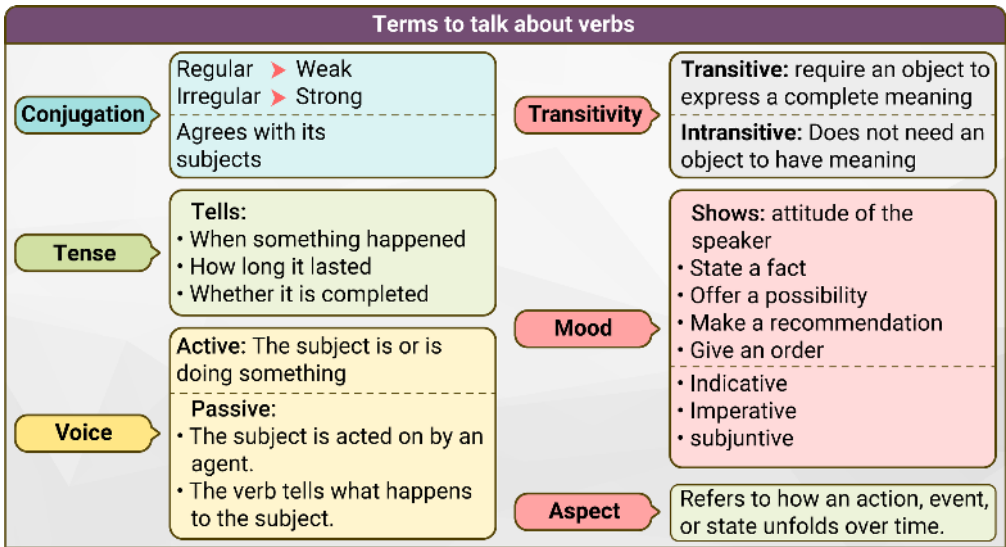 Terms to talk about verbs
Conjugation
Regular ➤ Weak
Irregular ➤ Strong
Agrees with its
subjects
Tense
Tells:
• When something happened
• How long it lasted
• Whether it is completed
Voice
Active: The subject is or is
doing something
Passive:
• The subject is acted on by an
agent.
• The verb tells what happens
to the subject.
Transitivity
Transitive: require an object to
express a complete meaning
Intransitive: Does not need an
object to have meaning
Mood
Shows: attitude of the
speaker
• State a fact
• Offer a possibility
• Make a recommendation
• Give an order
• Indicative
• Imperative
• subjuntive
Aspect
Refers to how an action, event,
or state unfolds over time.